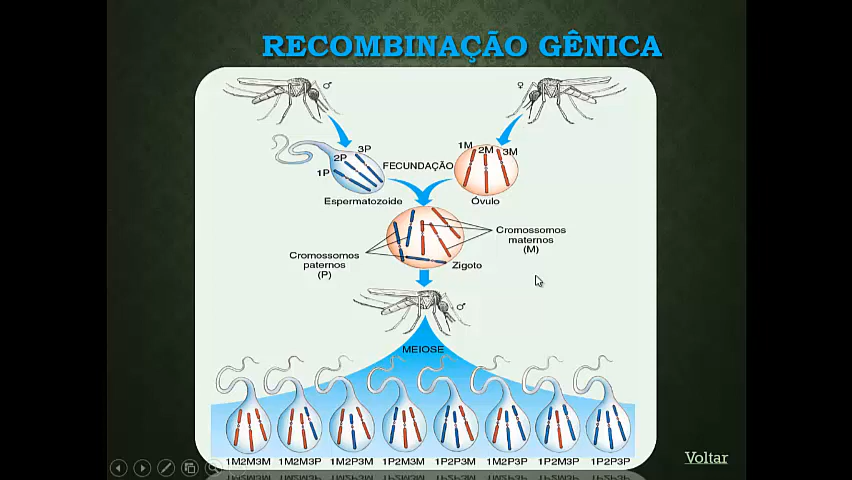 RECOMBINAÇÃO GÊNICA
♂
♀
3P
2P
1P
1M
2M
3M
FECUNDAÇÃO
Espermatozoide
Óvulo
Cromossomos
maternos
(M)
Cromossomos
paternos
(P)
Zigoto
♂
MEIOSE
1M2M3M
1M2M3P
1M2P3M
1P2M3M
1P2P3M
1M2P3P
1P2M3P
1P2P3P
Voltar